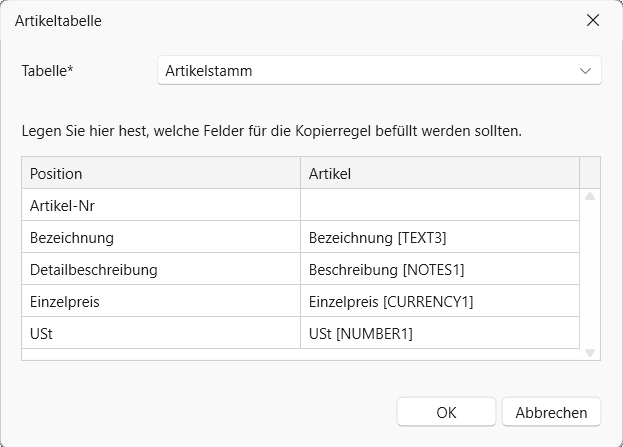 Artikeltabelle
Tabelle* Artikelstamm
Legen Sie hier hest, welche Felder für die Kopierregel befüllt werden sollten.
Position Artikel
Artikel-Nr
Bezeichnung Bezeichnung [TEXT3]
Detailbeschreibung Beschreibung [NOTES1]
Einzelpreis Einzelpreis [CURRENCY1]
USt USt [NUMBER1]
OK Abbrechen